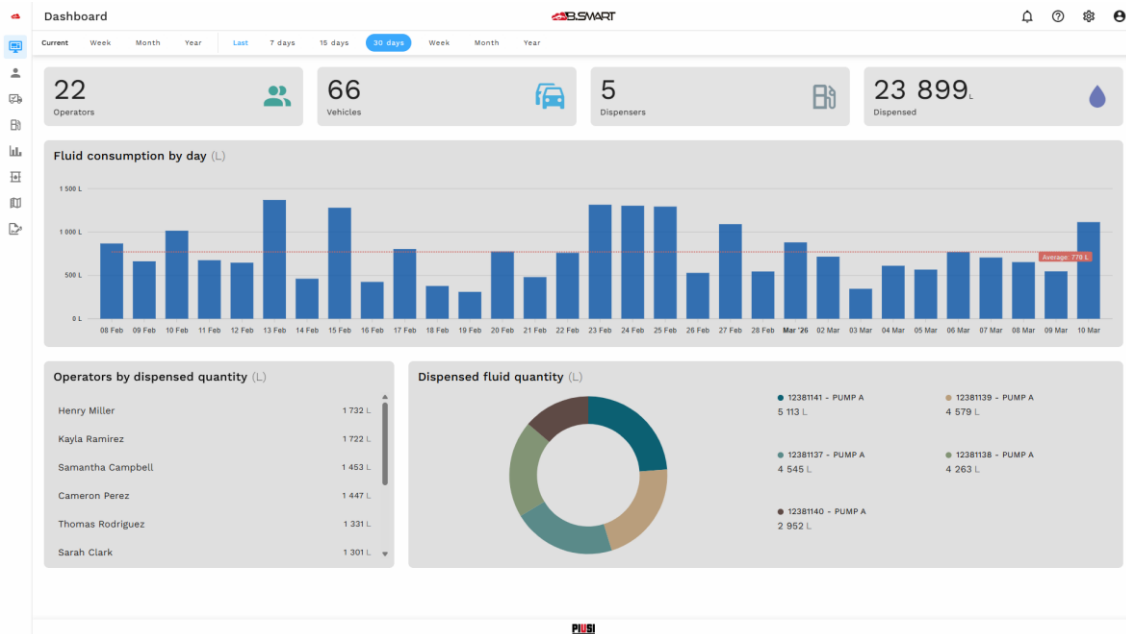 Dashboard
B.SMART
Current Week Month Year Last 7 days 15 days 30 days Week Month Year
22
Operators
66
Vehicles
5
Dispensers
23 899 L
Dispensed
Fluid consumption by day (L)
1 500 L
1 000 L
500 L
0 L
Average: 770 L
08 Feb 09 Feb 10 Feb 11 Feb 12 Feb 13 Feb 14 Feb 15 Feb 16 Feb 17 Feb 18 Feb 19 Feb 20 Feb 21 Feb 22 Feb 23 Feb 24 Feb 25 Feb 26 Feb 27 Feb 28 Feb Mar '26 02 Mar 03 Mar 04 Mar 05 Mar 06 Mar 07 Mar 08 Mar 09 Mar 10 Mar
Operators by dispensed quantity (L)
Henry Miller 1 732 L
Kayla Ramirez 1 722 L
Samantha Campbell 1 453 L
Cameron Perez 1 447 L
Thomas Rodriguez 1 331 L
Sarah Clark 1 301 L
Dispensed fluid quantity (L)
12381141 - PUMP A
5 113 L
12381139 - PUMP A
4 579 L
12381137 - PUMP A
4 545 L
12381138 - PUMP A
4 263 L
12381140 - PUMP A
2 952 L
PIUSI